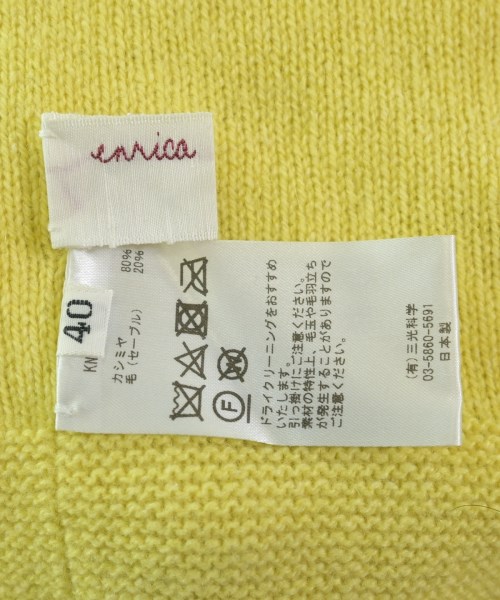 enrica
40
KN
カシミヤ 80%
毛(セーブル) 20%
F
ドライクリーニングをおすすめ
いたします。
引っ掛けにご注意ください。
素材の特性上、毛玉や毛羽立ち
が発生することがありますので
ご注意ください。
(有)三光科学
03-5860-5691
日本製